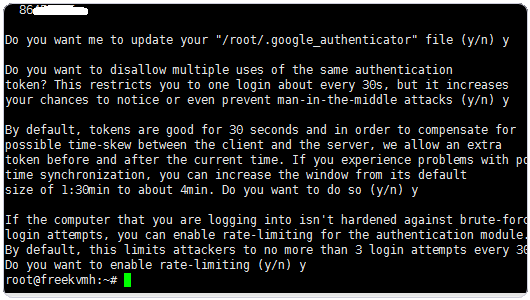 Do you want me to update your "/root/.google_authenticator" file (y/n) y
Do you want to disallow multiple uses of the same authentication
token? This restricts you to one login about every 30s, but it increases
your chances to notice or even prevent man-in-the-middle attacks (y/n) y
By default, tokens are good for 30 seconds and in order to compensate for
possible time-skew between the client and the server, we allow an extra
token before and after the current time. If you experience problems with
time synchronization, you can increase the window from its default
size of 1:30min to about 4min. Do you want to do so (y/n) y
If the computer that you are logging into isn't hardened against
login attempts, you can enable rate-limiting for the authentication module.
By default, this limits attackers to no more than 3 login attempts every
Do you want to enable rate-limiting (y/n) y
root@freekvmh:~#